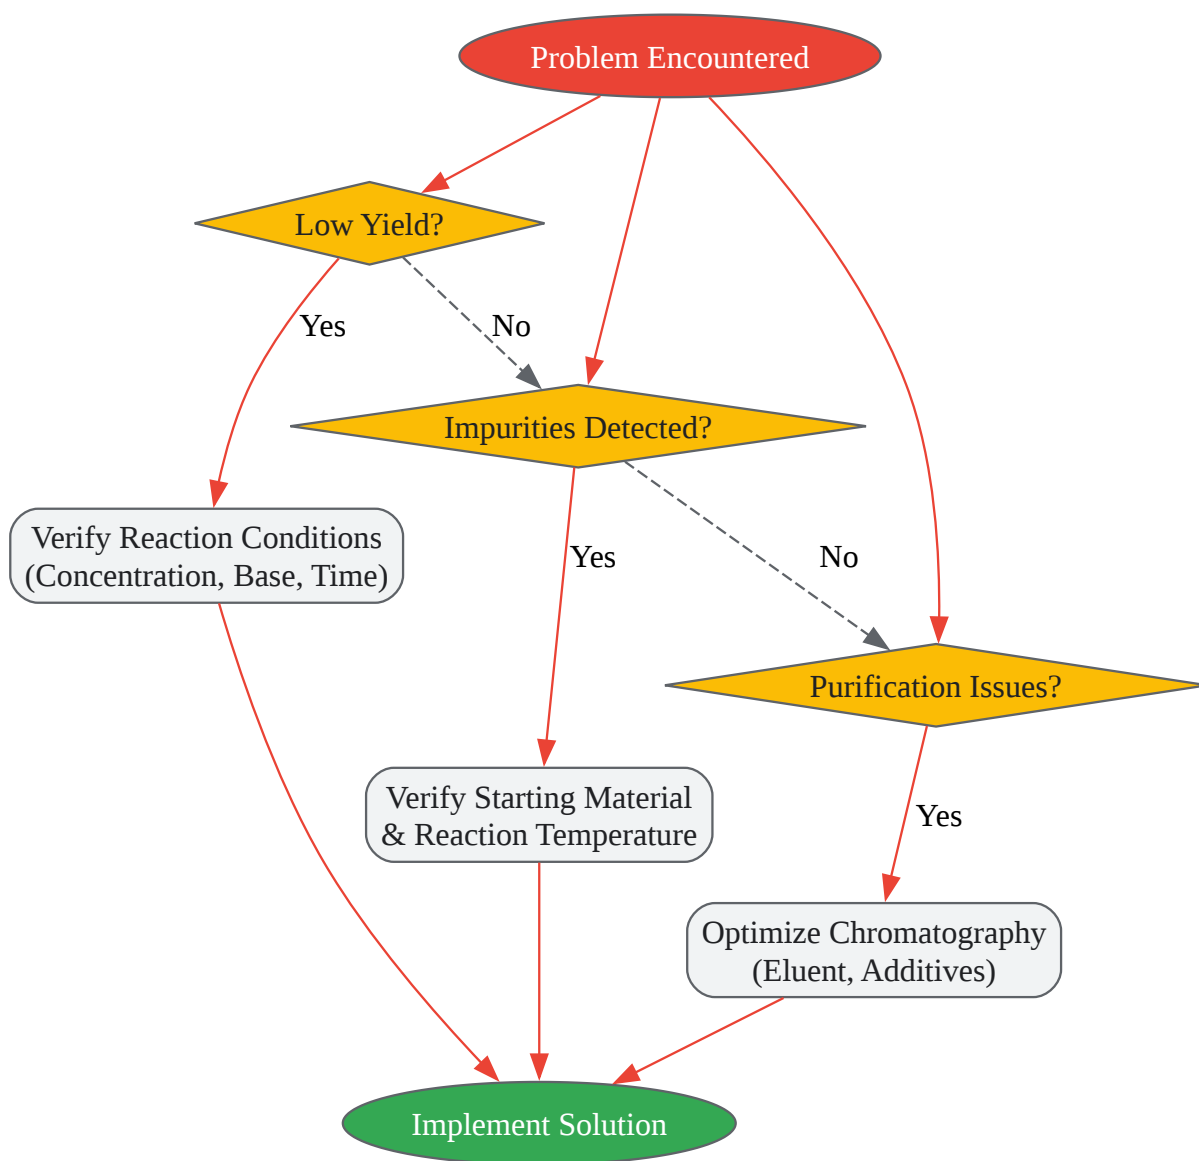 Problem Encountered
Low Yield?
Yes
No
Impurities Detected?
Verify Reaction Conditions
(Concentration, Base, Time)
Yes
No
Purification Issues?
Verify Starting Material
& Reaction Temperature
Yes
Optimize Chromatography
(Eluent, Additives)
Implement Solution